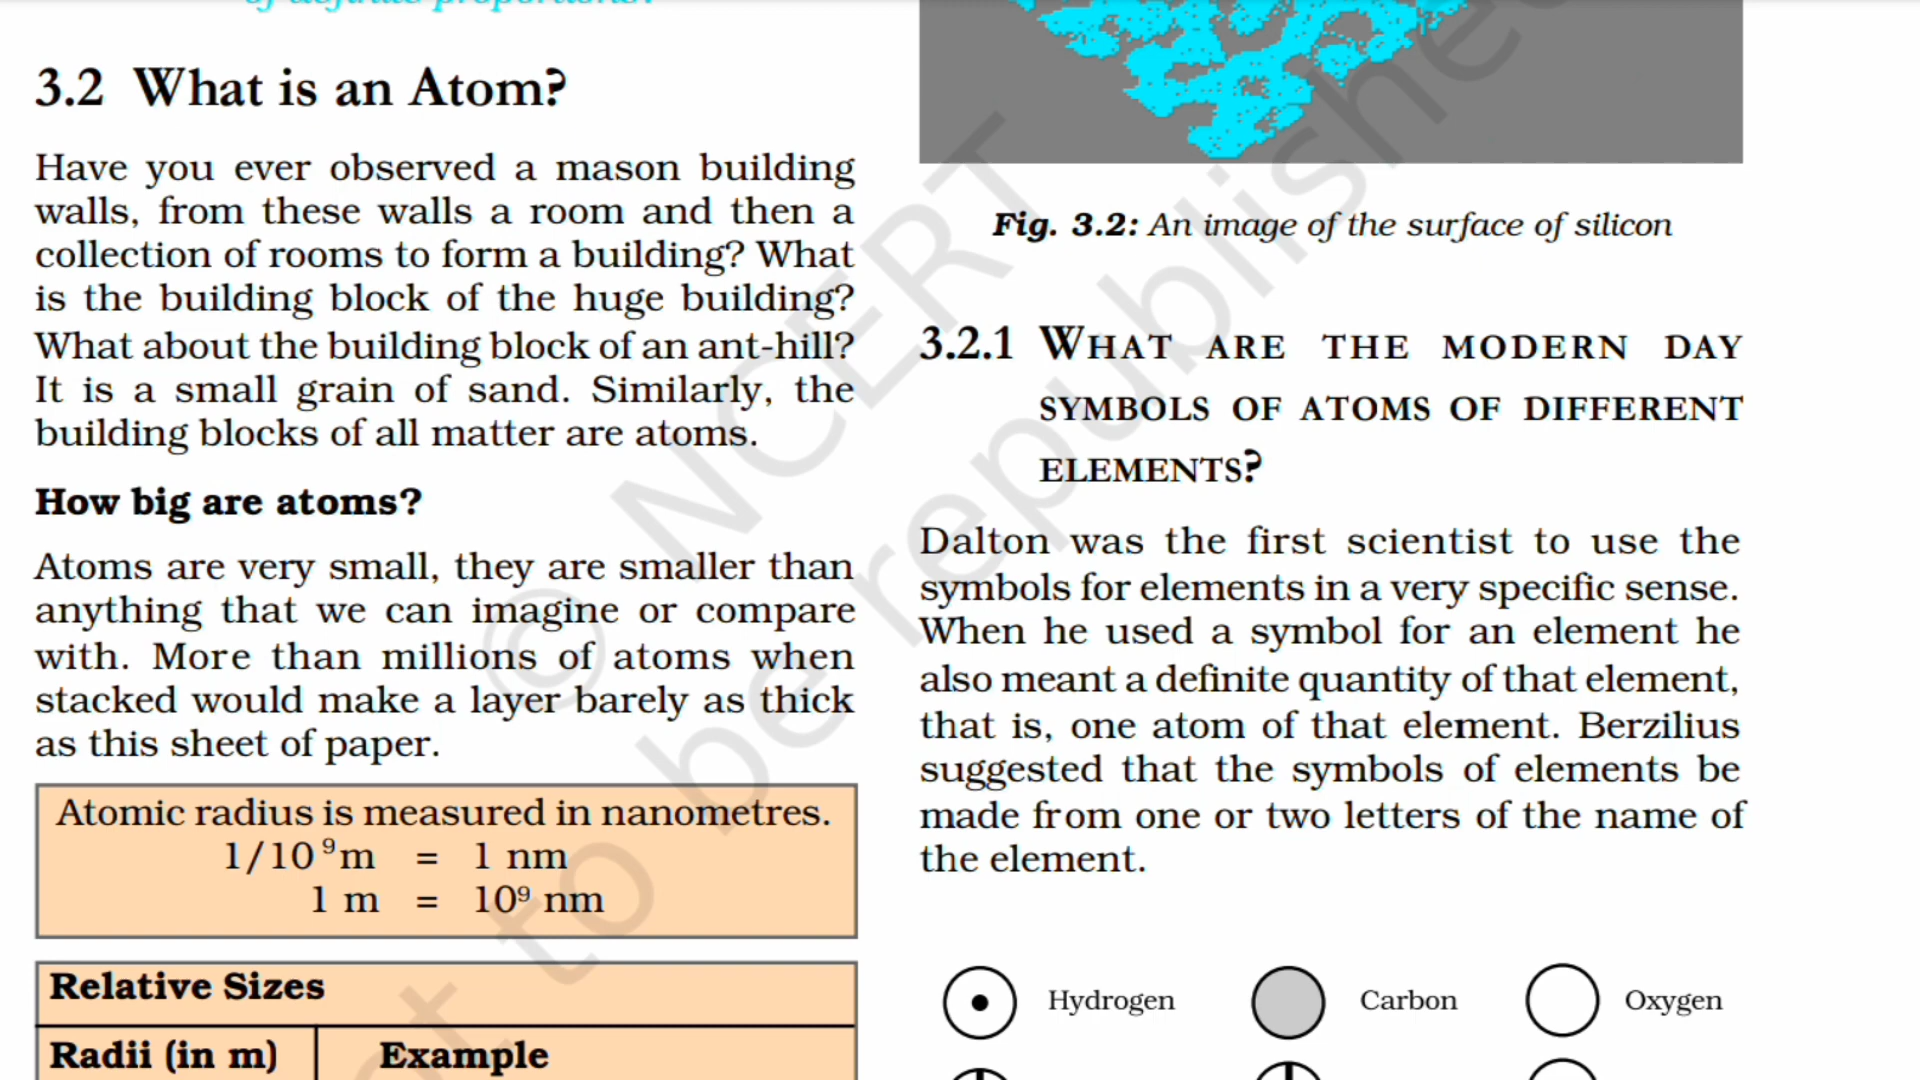 of definite proportions?
3.2 What is an Atom?
Have you ever observed a mason building
walls, from these walls a room and then a
collection of rooms to form a building? What
is the building block of the huge building?
What about the building block of an ant-hill?
It is a small grain of sand. Similarly, the
building blocks of all matter are atoms.
How big are atoms?
Atoms are very small, they are smaller than
anything that we can imagine or compare
with. More than millions of atoms when
stacked would make a layer barely as thick
as this sheet of paper.
Atomic radius is measured in nanometres.
1/10⁹m = 1 nm
1 m = 10⁹ nm
Relative Sizes
Radii (in m) Example
Fig. 3.2: An image of the surface of silicon
3.2.1 WHAT ARE THE MODERN DAY
SYMBOLS OF ATOMS OF DIFFERENT
ELEMENTS?
Dalton was the first scientist to use the
symbols for elements in a very specific sense.
When he used a symbol for an element he
also meant a definite quantity of that element,
that is, one atom of that element. Berzilius
suggested that the symbols of elements be
made from one or two letters of the name of
the element.
Hydrogen Carbon Oxygen
© NCERT
not to be republished